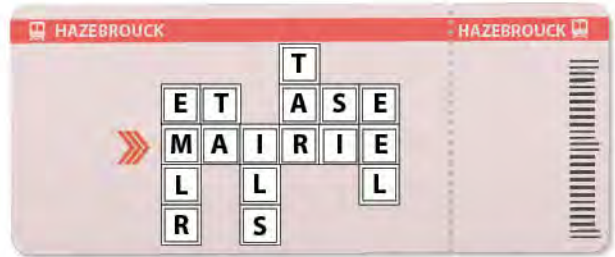 HAZEBROUCK
HAZEBROUCK
T
E T A S E
M A I R I E
L L L
R S